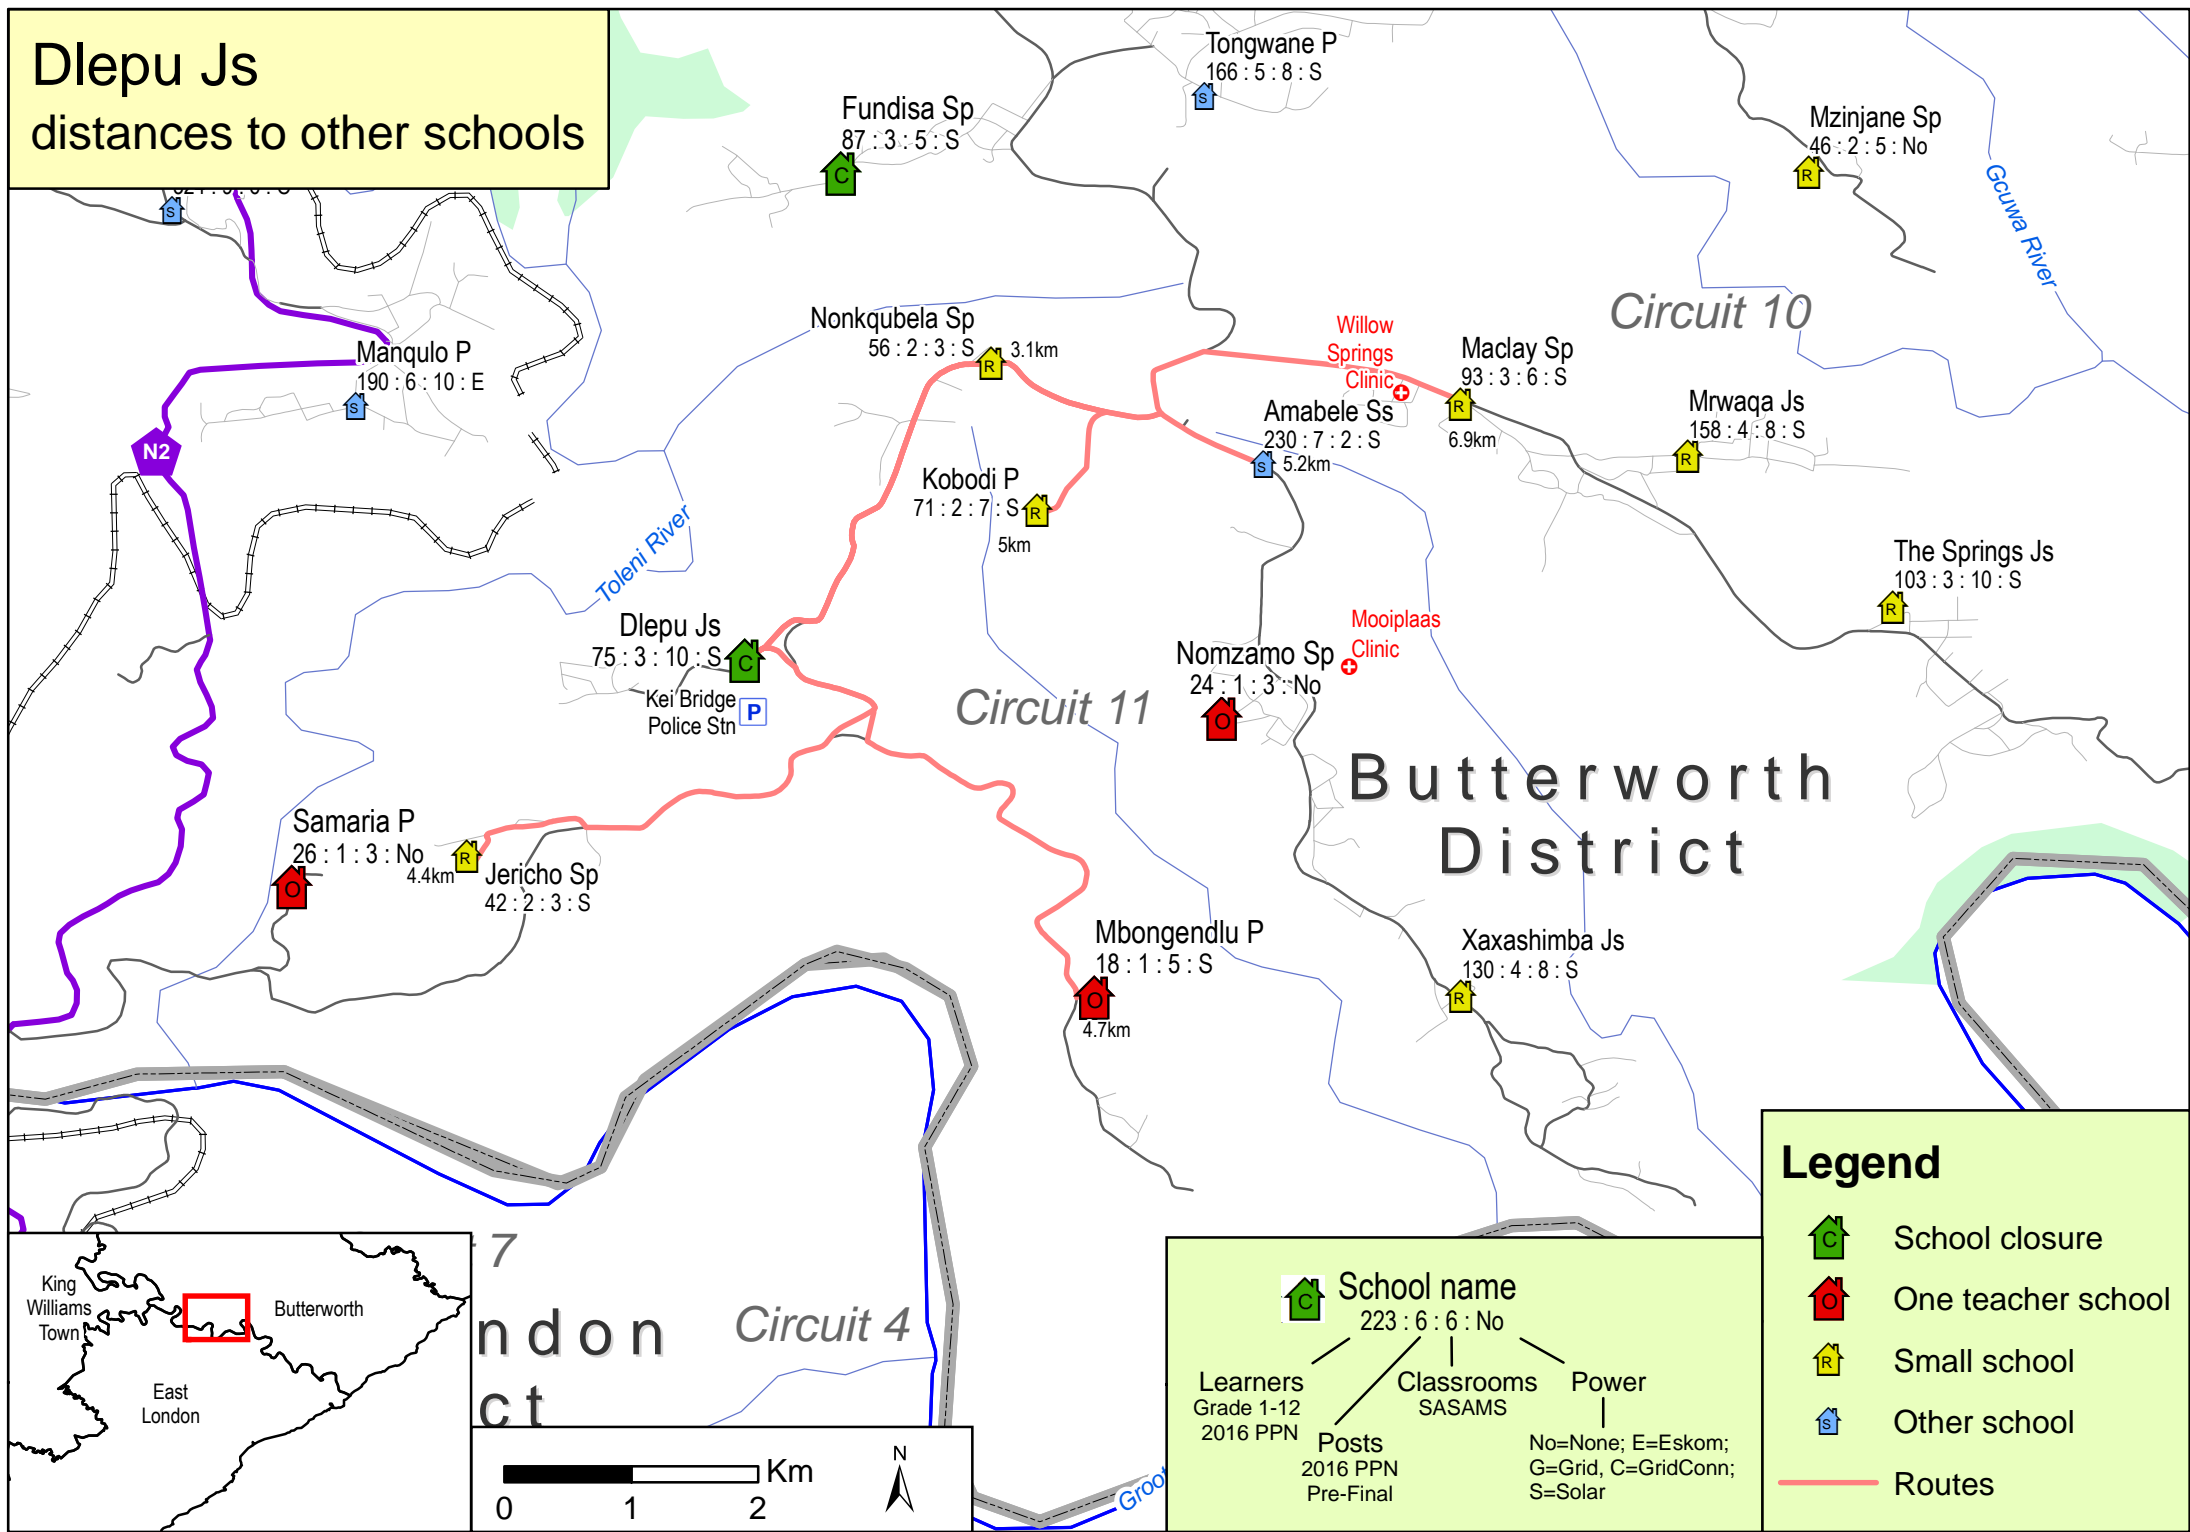 Dlepu Js
distances to other schools
Tongwane P
166 : 5 : 8 : S
Fundisa Sp
87 : 3 : 5 : S
C
S
Mzinjane Sp
46 : 2 : 5 : No
R
Gcuwa River
S
Circuit 10
Nonkqubela Sp
56 : 2 : 3 : S
R
3.1km
Willow
Springs
Clinic
Maclay Sp
93 : 3 : 6 : S
R
6.9km
Manqulo P
190 : 6 : 10 : E
S
N2
Amabele Ss
230 : 7 : 2 : S
S
5.2km
Mrwaqa Js
158 : 4 : 8 : S
R
Kobodi P
71 : 2 : 7 : S
R
5km
Toleni River
The Springs Js
103 : 3 : 10 : S
R
Dlepu Js
75 : 3 : 10 : S
C
Kei Bridge
Police Stn
P
Mooiplaas
Clinic
Nomzamo Sp
24 : 1 : 3 : No
O
Circuit 11
Butterworth
District
Samaria P
26 : 1 : 3 : No
O
4.4km
R
Jericho Sp
42 : 2 : 3 : S
Mbongendlu P
18 : 1 : 5 : S
O
4.7km
Xaxashimba Js
130 : 4 : 8 : S
R
7
ndon
ct
Circuit 4
Groot
King
Williams
Town
Butterworth
East
London
Km
0 1 2
N
C
School name
223 : 6 : 6 : No
Learners
Grade 1-12
2016 PPN
Posts
2016 PPN
Pre-Final
Classrooms
SASAMS
Power
No=None; E=Eskom;
G=Grid, C=GridConn;
S=Solar
Legend
C School closure
O One teacher school
R Small school
S Other school
Routes